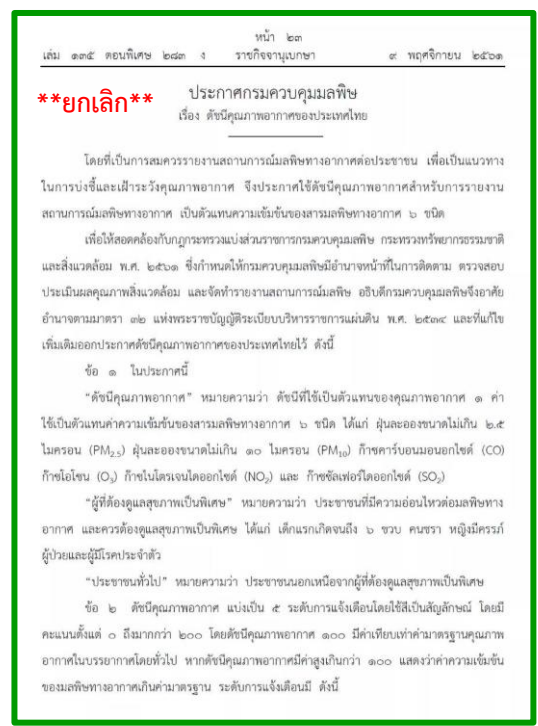 หน้า ๒๓
เล่ม ๑๓๕ ตอนพิเศษ ๒๘๓ ง ราชกิจจานุเบกษา ๙ พฤศจิกายน ๒๕๖๑
**ยกเลิก**
ประกาศกรมควบคุมมลพิษ
เรื่อง ดัชนีคุณภาพอากาศของประเทศไทย
โดยที่เป็นการสมควรรายงานสถานการณ์มลพิษทางอากาศต่อประชาชน เพื่อเป็นแนวทาง
ในการบ่งชี้และเฝ้าระวังคุณภาพอากาศ จึงประกาศใช้ดัชนีคุณภาพอากาศสำหรับการรายงาน
สถานการณ์มลพิษทางอากาศ เป็นตัวแทนความเข้มข้นของสารมลพิษทางอากาศ ๖ ชนิด
เพื่อให้สอดคล้องกับกฎกระทรวงแบ่งส่วนราชการกรมควบคุมมลพิษ กระทรวงทรัพยากรธรรมชาติ
และสิ่งแวดล้อม พ.ศ. ๒๕๖๑ ซึ่งกำหนดให้กรมควบคุมมลพิษมีอำนาจหน้าที่ในการติดตาม ตรวจสอบ
ประเมินผลคุณภาพสิ่งแวดล้อม และจัดทำรายงานสถานการณ์มลพิษ อธิบดีกรมควบคุมมลพิษจึงอาศัย
อำนาจตามมาตรา ๓๒ แห่งพระราชบัญญัติระเบียบบริหารราชการแผ่นดิน พ.ศ. ๒๕๓๔ และที่แก้ไข
เพิ่มเติมออกประกาศดัชนีคุณภาพอากาศของประเทศไทยไว้ ดังนี้
ข้อ ๑ ในประกาศนี้
“ดัชนีคุณภาพอากาศ” หมายความว่า ดัชนีที่ใช้เป็นตัวแทนของคุณภาพอากาศ ๑ ค่า
ใช้เป็นตัวแทนค่าความเข้มข้นของสารมลพิษทางอากาศ ๖ ชนิด ได้แก่ ฝุ่นละอองขนาดไม่เกิน ๒.๕
ไมครอน (PM2.5) ฝุ่นละอองขนาดไม่เกิน ๑๐ ไมครอน (PM10) ก๊าซคาร์บอนมอนอกไซด์ (CO)
ก๊าซโอโซน (O3) ก๊าซไนโตรเจนไดออกไซด์ (NO2) และ ก๊าซซัลเฟอร์ไดออกไซด์ (SO2)
“ผู้ที่ต้องดูแลสุขภาพเป็นพิเศษ” หมายความว่า ประชาชนที่มีความอ่อนไหวต่อมลพิษทาง
อากาศ และควรต้องดูแลสุขภาพเป็นพิเศษ ได้แก่ เด็กแรกเกิดจนถึง ๖ ขวบ คนชรา หญิงมีครรภ์
ผู้ป่วยและผู้มีโรคประจำตัว
“ประชาชนทั่วไป” หมายความว่า ประชาชนนอกเหนือจากผู้ที่ต้องดูแลสุขภาพเป็นพิเศษ
ข้อ ๒ ดัชนีคุณภาพอากาศ แบ่งเป็น ๕ ระดับการแจ้งเตือนโดยใช้สีเป็นสัญลักษณ์ โดยมี
คะแนนตั้งแต่ ๐ ถึงมากกว่า ๒๐๐ โดยดัชนีคุณภาพอากาศ ๑๐๐ มีค่าเทียบเท่าค่ามาตรฐานคุณภาพ
อากาศในบรรยากาศโดยทั่วไป หากดัชนีคุณภาพอากาศมีค่าสูงเกินกว่า ๑๐๐ แสดงว่าค่าความเข้มข้น
ของมลพิษทางอากาศเกินค่ามาตรฐาน ระดับการแจ้งเตือนมี ดังนี้